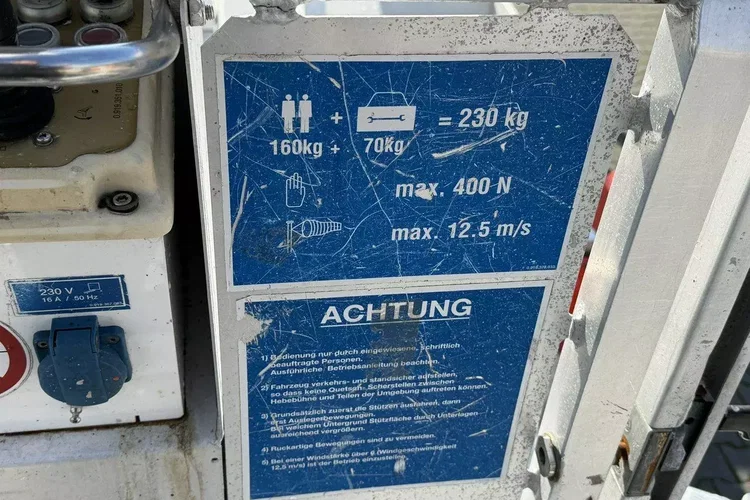 160kg + 70kg
+ = 230 kg
max. 400 N
max. 12.5 m/s
230 V
16 A / 50 Hz
ACHTUNG
1) Bedienung nur durch eingewiesene, schriftlich
beauftragte Personen.
Ausführliche Betriebsanleitung beachten.
2) Fahrzeug verkehrs- und standsicher aufstellen,
so dass keine Quetsch- Scherstellen zwischen
Hebebühne und Teilen der Umgebung auftreten können.
3) Grundsätzlich zuerst die Stützen ausfahren, dann
erst Auslegerbewegungen.
Bei weichem Untergrund Stützfläche durch Unterlagen
ausreichend vergrößern.
4) Ruckartige Bewegungen sind zu vermeiden.
5) Bei einer Windstärke über 6 (Windgeschwindigkeit
12,5 m/s) ist der Betrieb einzustellen.